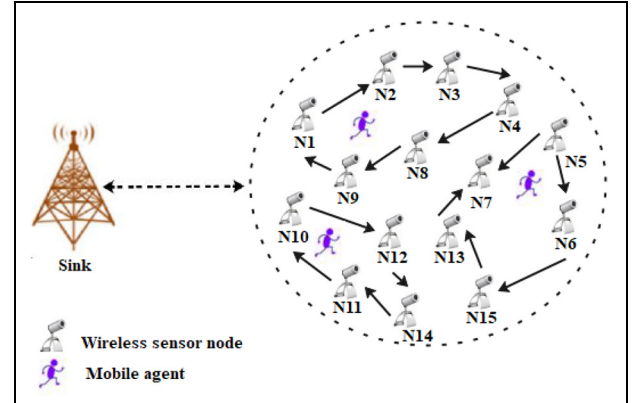 N2
N3
N1
N4
N8
N5
N9
N7
N10
N12
N13
N6
Sink
N11
N14
N15
Wireless sensor node
Mobile agent